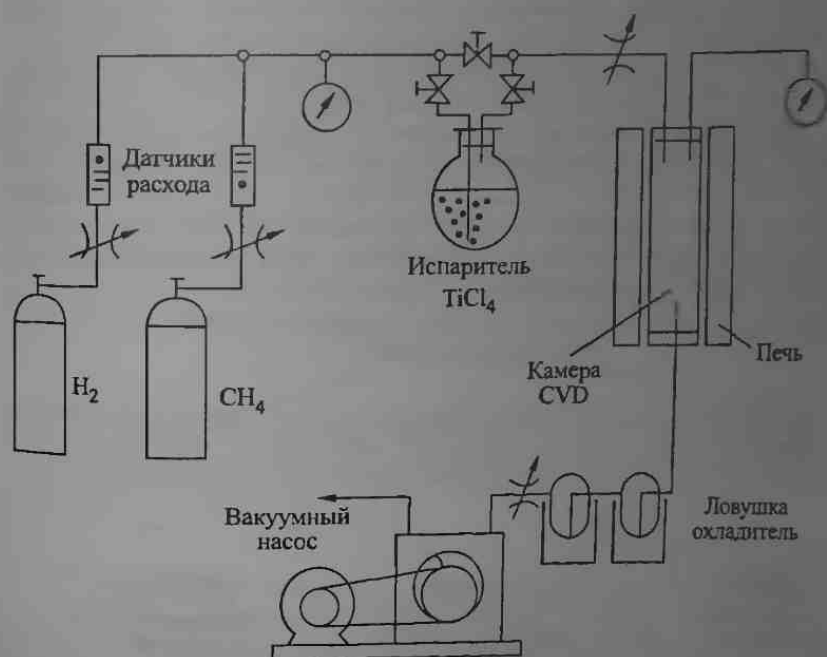 Датчики
расхода
Испаритель
TiCl₄
H₂
CH₄
Камера
CVD
Печь
Вакуумный
насос
Ловушка
охладитель